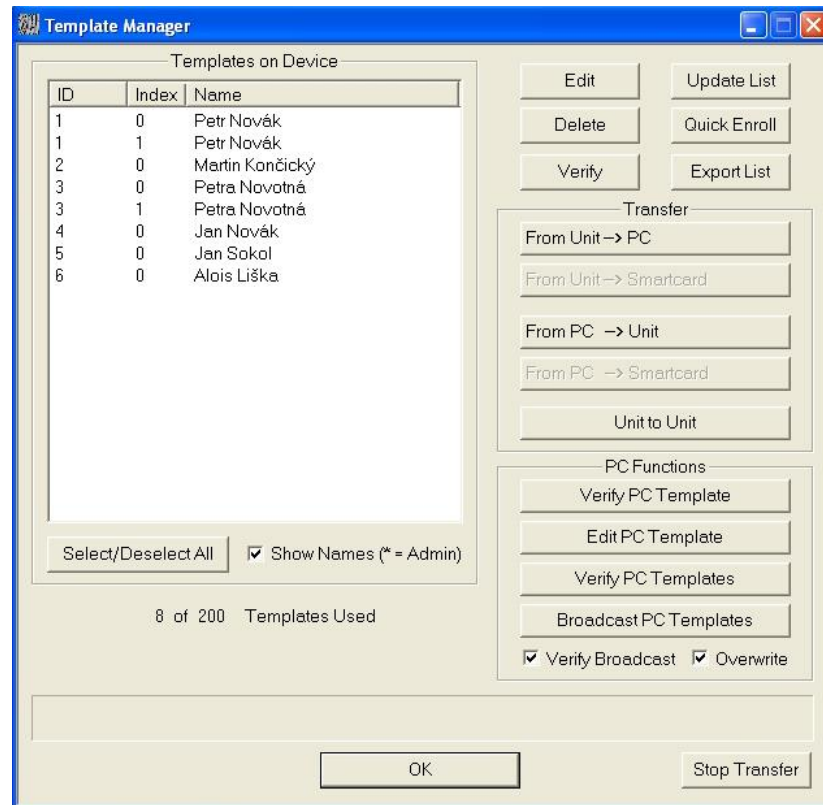 Template Manager
Templates on Device
ID Index Name
1 0 Petr Novák
1 1 Petr Novák
2 0 Martin Končický
3 0 Petra Novotná
3 1 Petra Novotná
4 0 Jan Novák
5 0 Jan Sokol
6 0 Alois Liška
Select/Deselect All Show Names (* = Admin)
8 of 200 Templates Used
Edit Update List
Delete Quick Enroll
Verify Export List
Transfer
From Unit --> PC
From Unit --> Smartcard
From PC --> Unit
From PC --> Smartcard
Unit to Unit
PC Functions
Verify PC Template
Edit PC Template
Verify PC Templates
Broadcast PC Templates
Verify Broadcast Overwrite
OK Stop Transfer